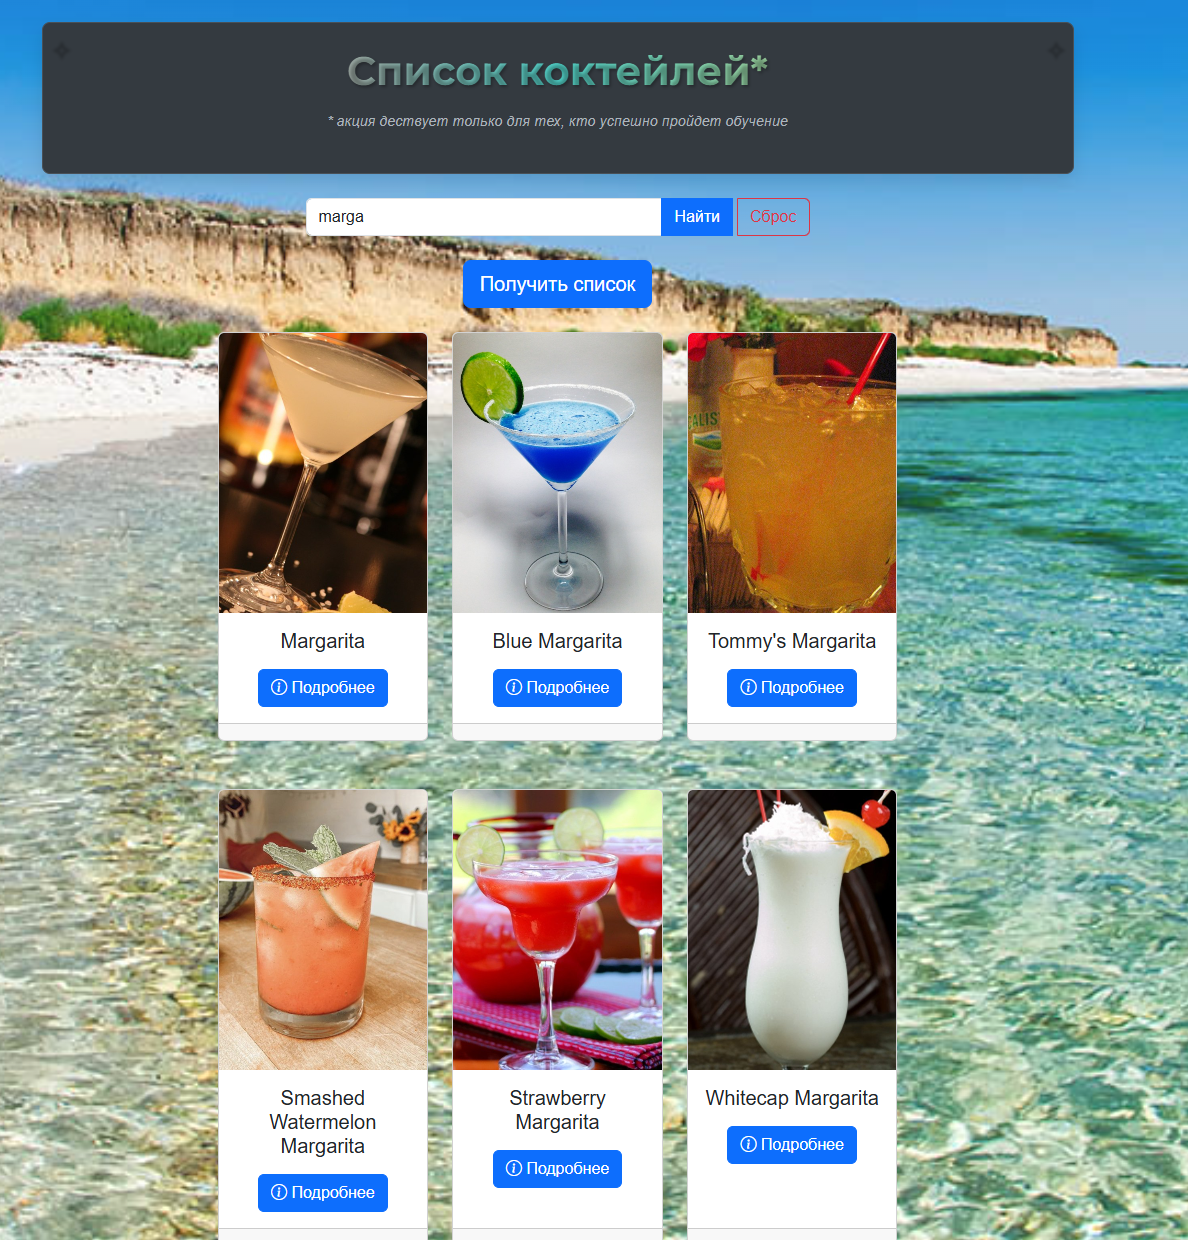 Список коктейлей*
* акция дествует только для тех, кто успешно пройдет обучение
marga
Найти
Сброс
Получить список
Margarita
Blue Margarita
Tommy's Margarita
Подробнее
Подробнее
Подробнее
Smashed
Watermelon
Margarita
Strawberry
Margarita
Whitecap Margarita
Подробнее
Подробнее
Подробнее